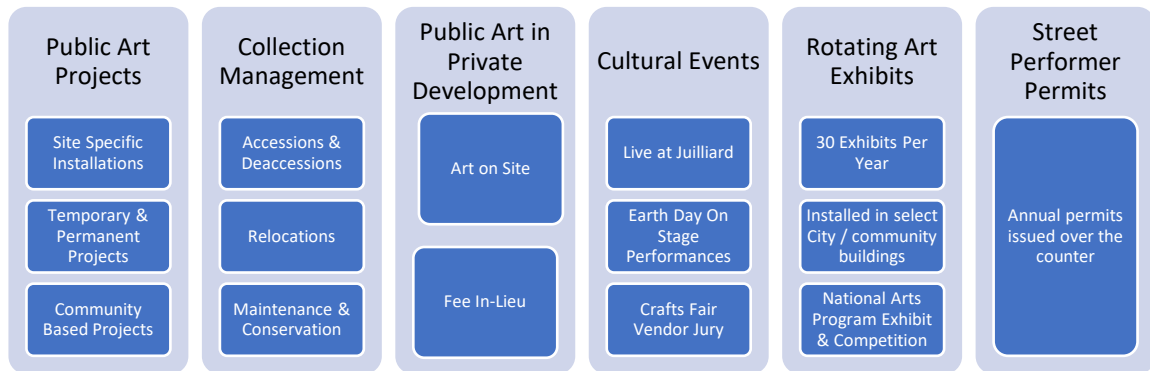 Public Art
Projects
Site Specific
Installations
Temporary &
Permanent
Projects
Community
Based Projects
Collection
Management
Accessions &
Deaccessions
Relocations
Maintenance &
Conservation
Public Art in
Private
Development
Art on Site
Fee In-Lieu
Cultural Events
Live at Juilliard
Earth Day On
Stage
Performances
Crafts Fair
Vendor Jury
Rotating Art
Exhibits
30 Exhibits Per
Year
Installed in select
City / community
buildings
National Arts
Program Exhibit
& Competition
Street
Performer
Permits
Annual permits
issued over the
counter